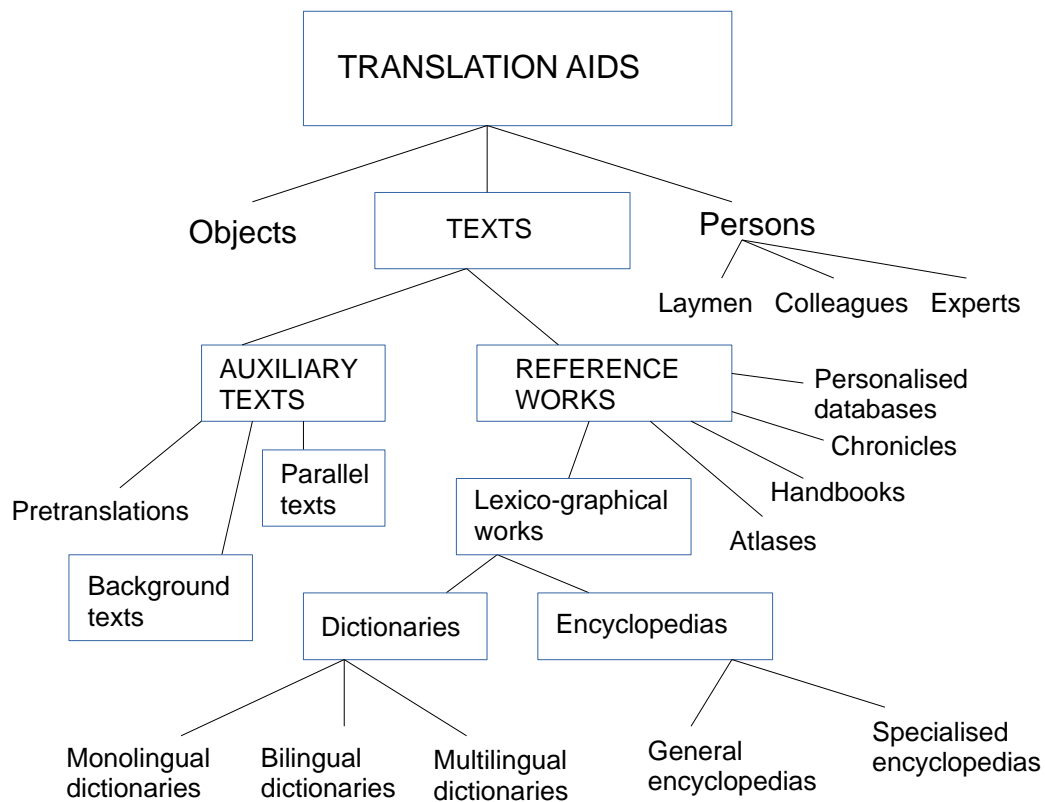 TRANSLATION AIDS
Objects
TEXTS
Persons
Laymen
Colleagues
Experts
AUXILIARY
TEXTS
REFERENCE
WORKS
Personalised
databases
Chronicles
Handbooks
Atlases
Pretranslations
Parallel
texts
Background
texts
Lexico-graphical
works
Dictionaries
Encyclopedias
Monolingual
dictionaries
Bilingual
dictionaries
Multilingual
dictionaries
General
encyclopedias
Specialised
encyclopedias